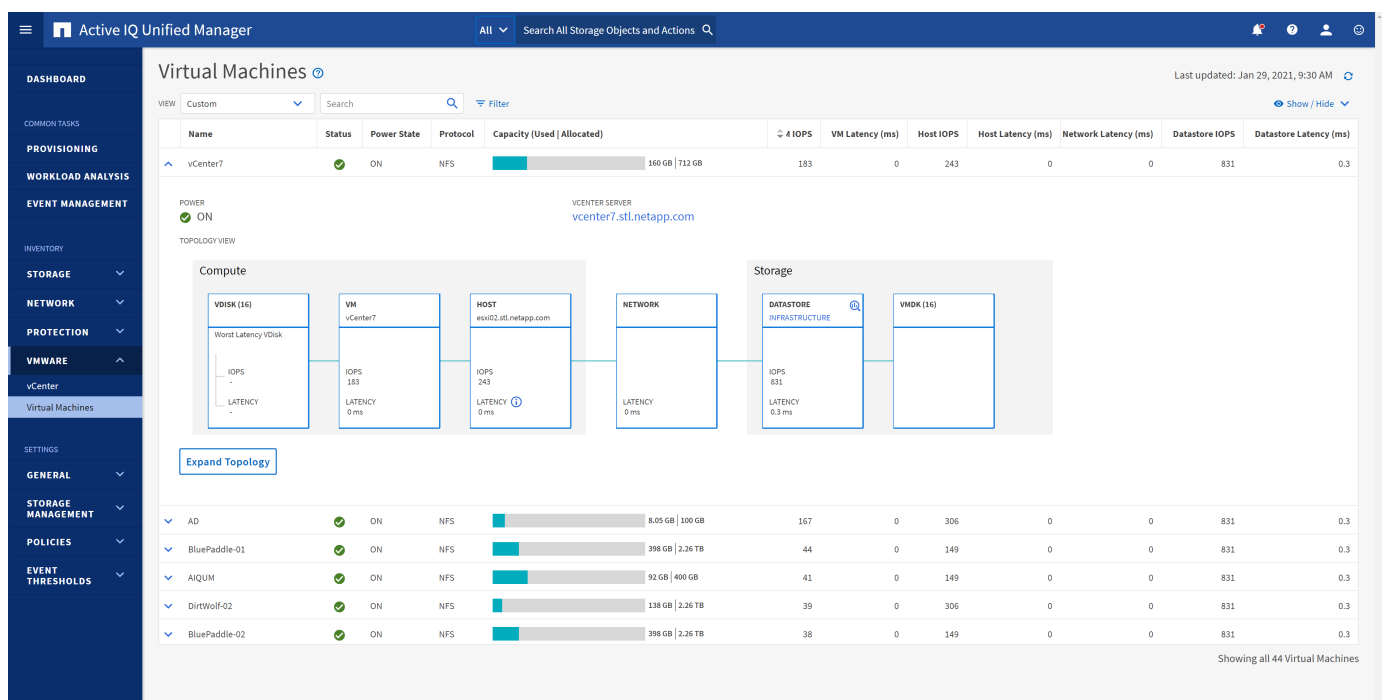 Active IQ Unified Manager
All
Search All Storage Objects and Actions
DASHBOARD
COMMON TASKS
PROVISIONING
WORKLOAD ANALYSIS
EVENT MANAGEMENT
INVENTORY
STORAGE
NETWORK
PROTECTION
VMWARE
vCenter
Virtual Machines
SETTINGS
GENERAL
STORAGE
MANAGEMENT
POLICIES
EVENT
THRESHOLDS
Virtual Machines
Last updated: Jan 29, 2021, 9:30 AM
VIEW Custom Search Filter Show / Hide
Name Status Power State Protocol Capacity (Used | Allocated) IOPS VM Latency (ms) Host IOPS Host Latency (ms) Network Latency (ms) Datastore IOPS Datastore Latency (ms)
vCenter7 ON NFS 160 GB | 712 GB 183 0 243 0 0 831 0.3
POWER
ON
VCENTER SERVER
vcenter7.stl.netapp.com
TOPOLOGY VIEW
Compute
VDISK (16)
Worst Latency VDisk
IOPS
-
LATENCY
-
VM
vCenter7
IOPS
183
LATENCY
0 ms
HOST
esxi02.stl.netapp.com
IOPS
243
LATENCY
0 ms
NETWORK
LATENCY
0 ms
Storage
DATASTORE
INFRASTRUCTURE
IOPS
831
LATENCY
0.3 ms
VMDK (16)
Expand Topology
AD ON NFS 8.05 GB | 100 GB 167 0 306 0 0 831 0.3
BluePaddle-01 ON NFS 398 GB | 2.26 TB 44 0 149 0 0 831 0.3
AIQUM ON NFS 92 GB | 400 GB 41 0 149 0 0 831 0.3
DirtWolf-02 ON NFS 138 GB | 2.26 TB 39 0 306 0 0 831 0.3
BluePaddle-02 ON NFS 398 GB | 2.26 TB 38 0 149 0 0 831 0.3
Showing all 44 Virtual Machines